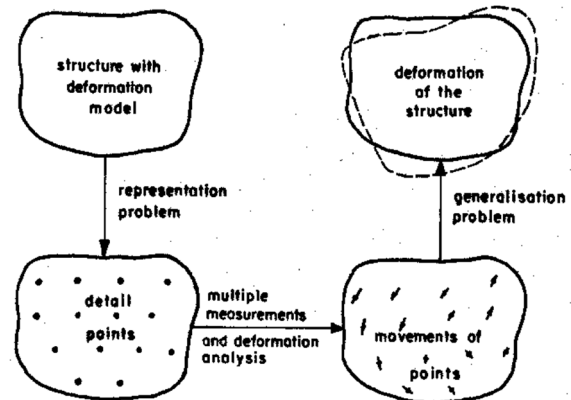 structure with
deformation
model
deformation
of the
structure
representation
problem
generalisation
problem
detail
points
multiple
measurements
and deformation
analysis
movements of
points